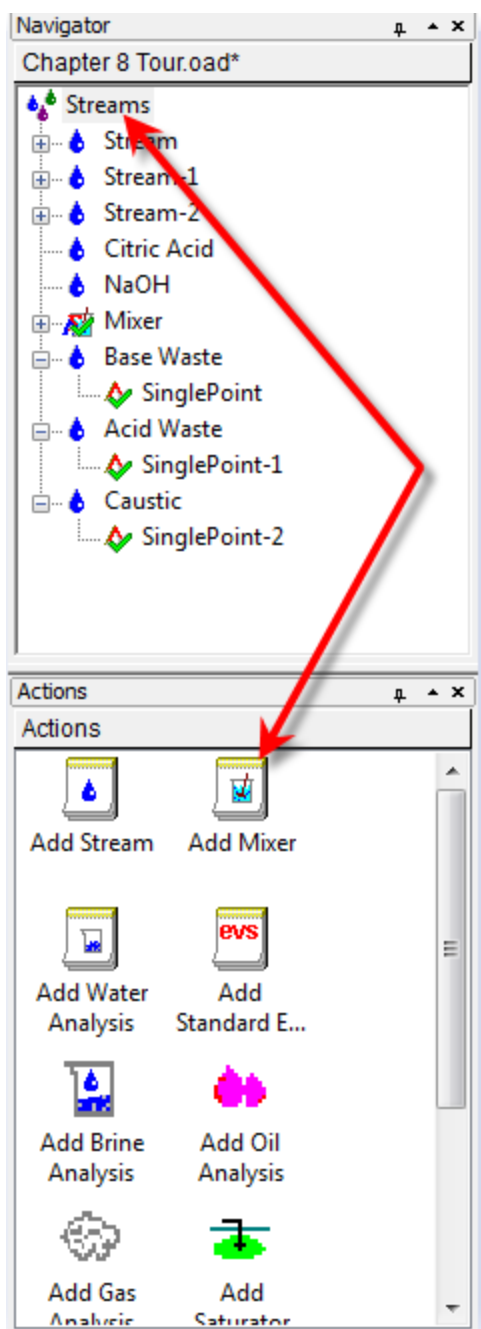 Navigator
Chapter 8 Tour.oad*
Streams
Stream
Stream-1
Stream-2
Citric Acid
NaOH
Mixer
Base Waste
SinglePoint
Acid Waste
SinglePoint-1
Caustic
SinglePoint-2
Actions
Actions
Add Stream
Add Mixer
evs
Add Water
Analysis
Add
Standard E...
Add Brine
Analysis
Add Oil
Analysis
Add Gas
Analysis
Add
Saturator